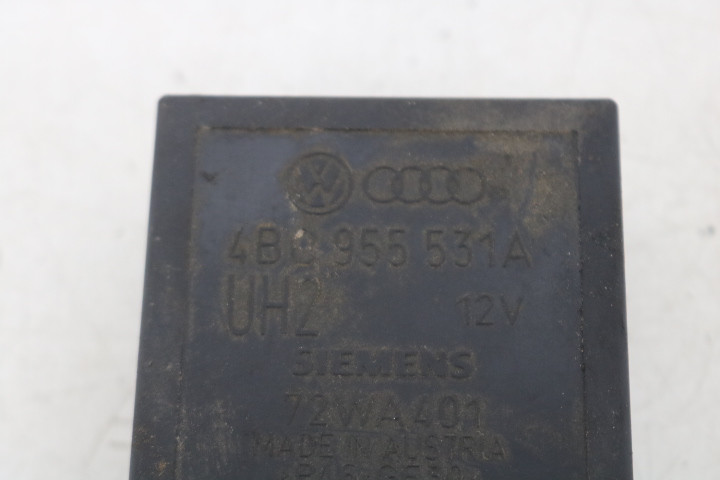 4B0 955 531A
UH2 12V
SIEMENS
72WA401
MADE IN AUSTRIA